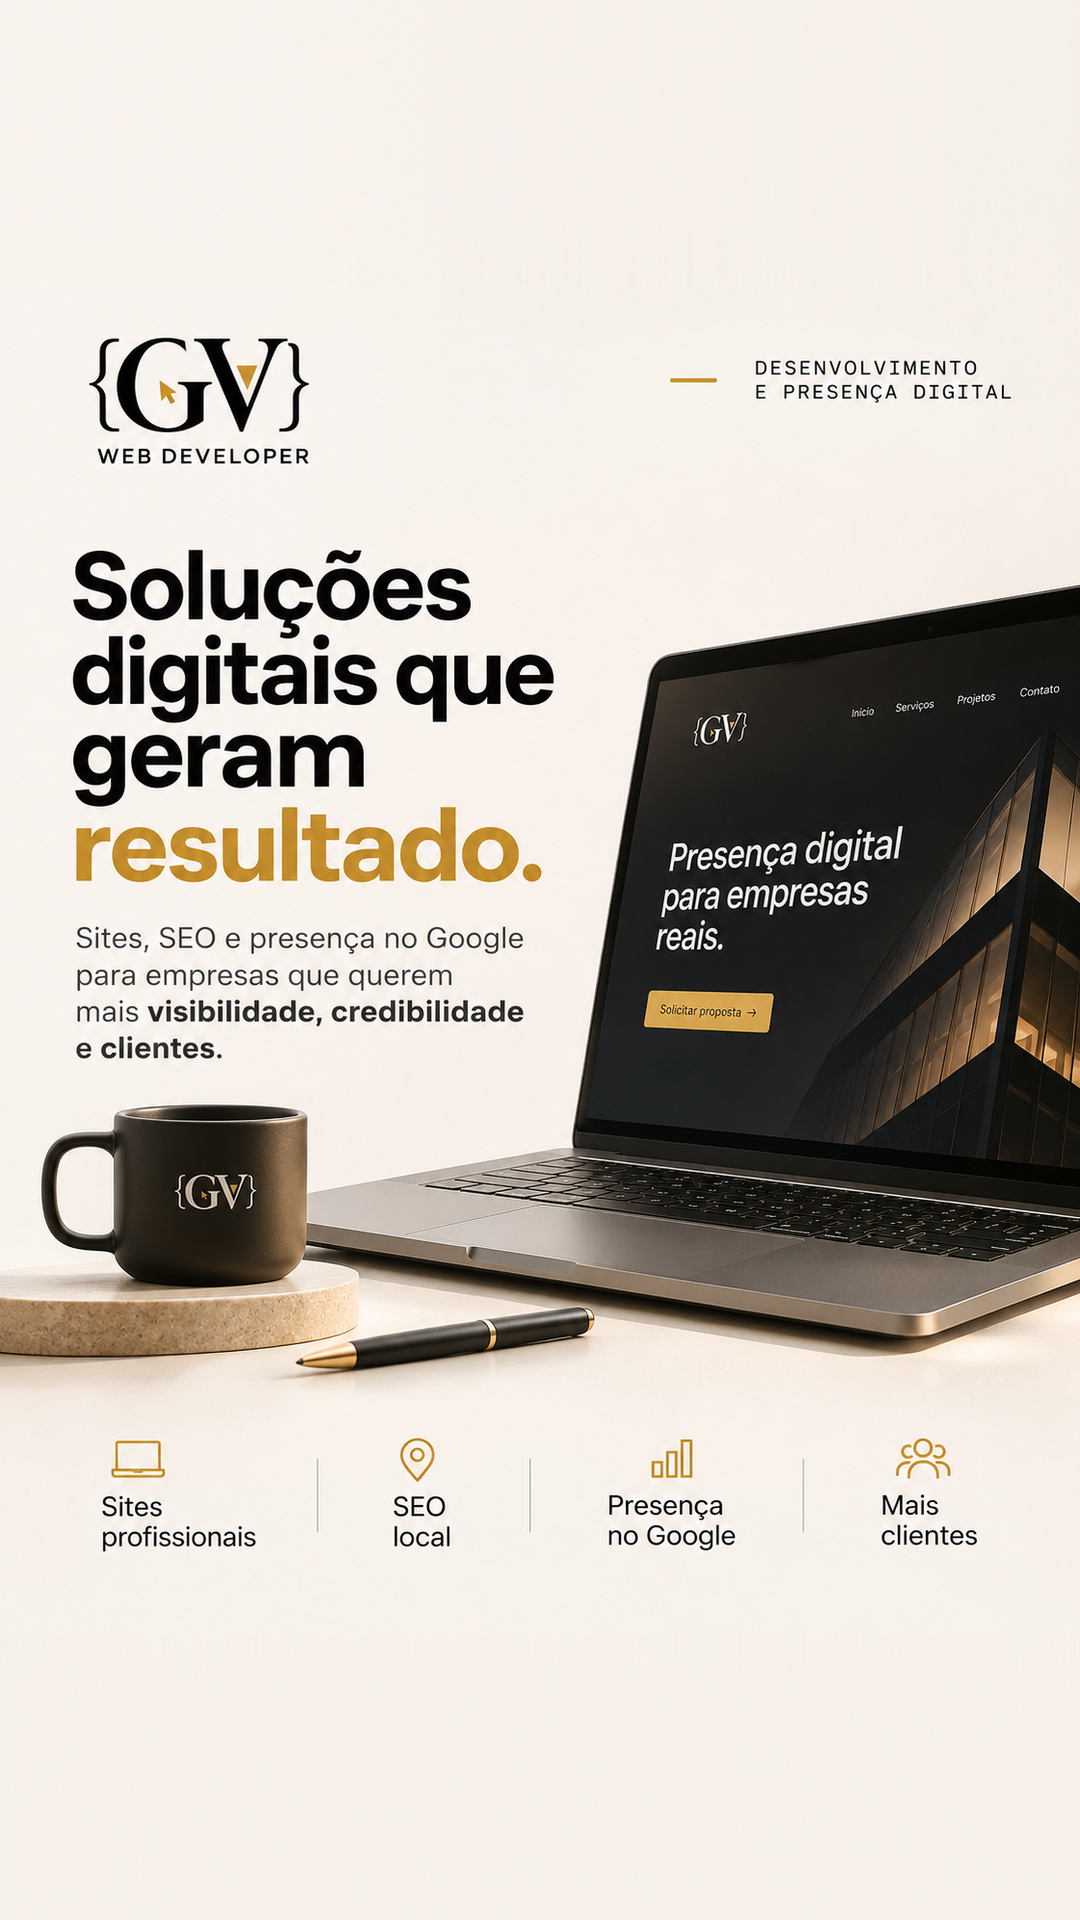 {GV}
WEB DEVELOPER
DESENVOLVIMENTO
E PRESENÇA DIGITAL
Soluções
digitais que
geram
resultado.
Sites, SEO e presença no Google
para empresas que querem
mais visibilidade, credibilidade
e clientes.
{GV}
Início Serviços Projetos Contato
Presença digital
para empresas
reais.
Solicitar proposta →
{GV}
Sites
profissionais
SEO
local
Presença
no Google
Mais
clientes